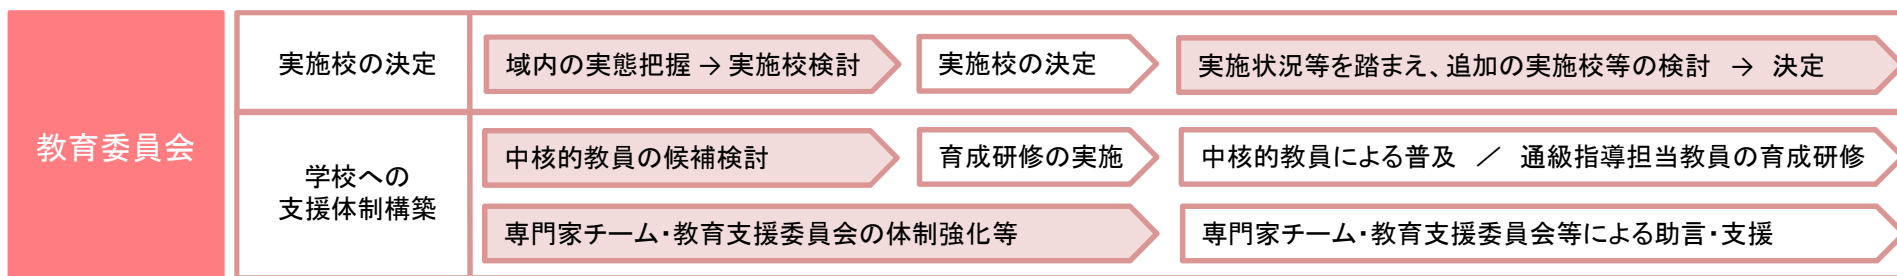 教育委員会
実施校の決定
域内の実態把握 → 実施校検討
実施校の決定
実施状況等を踏まえ、追加の実施校等の検討 → 決定
学校への
支援体制構築
中核的教員の候補検討
育成研修の実施
中核的教員による普及 ／ 通級指導担当教員の育成研修
専門家チーム・教育支援委員会の体制強化等
専門家チーム・教育支援委員会等による助言・支援